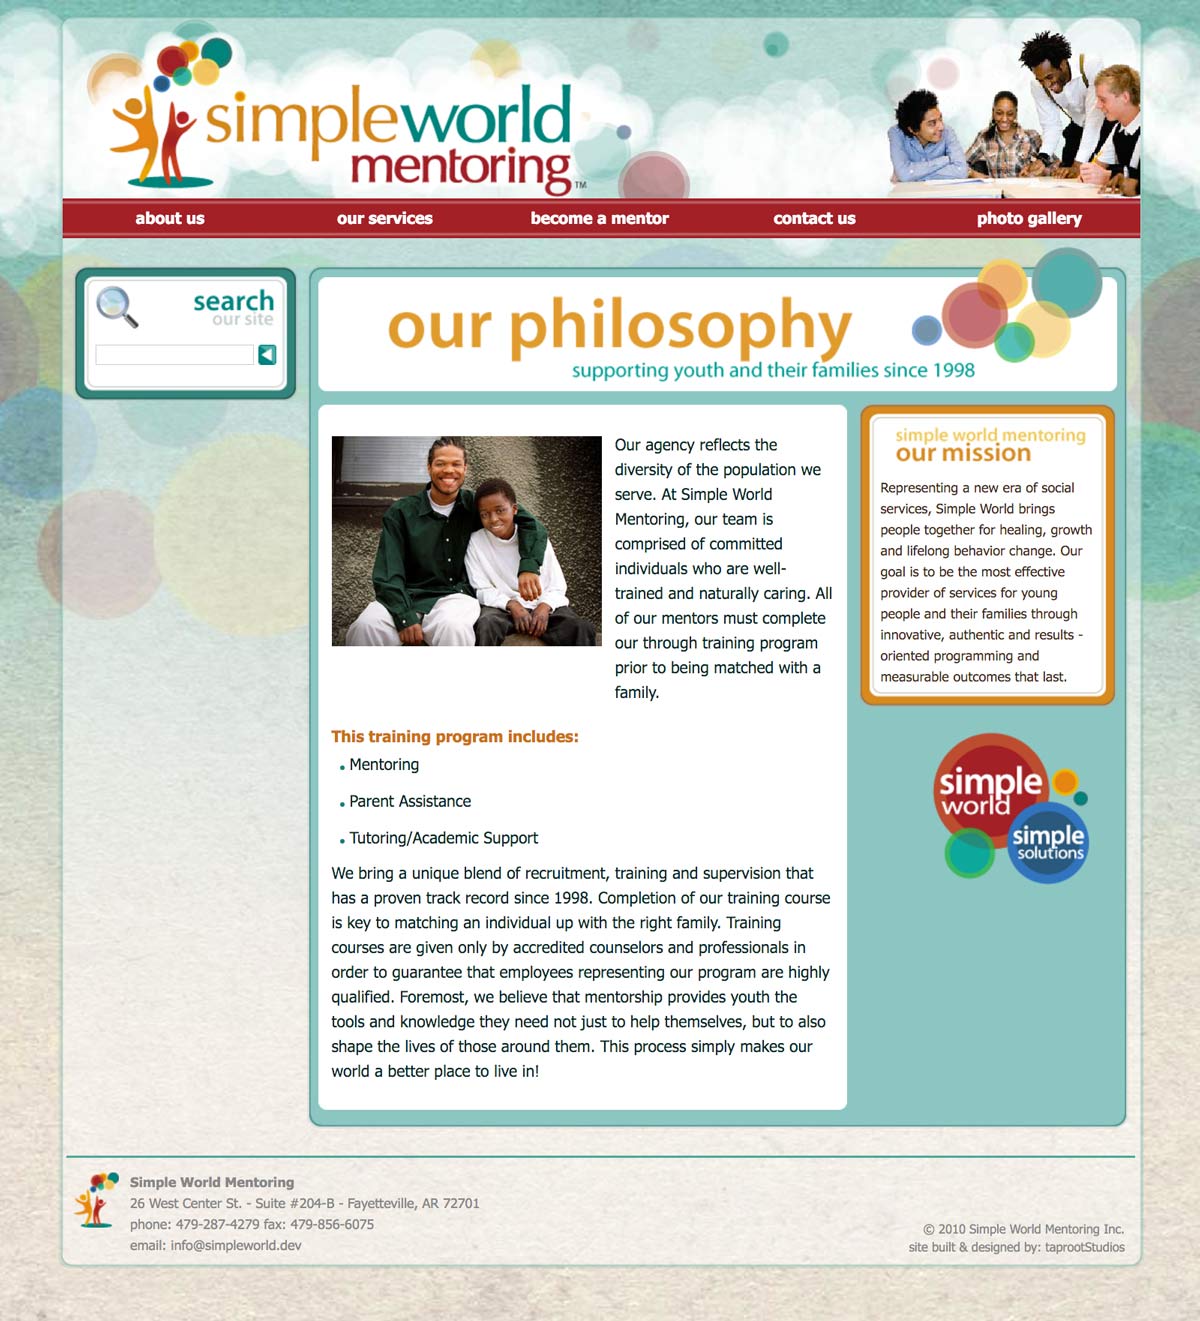 simpleworld
mentoring TM
about us
our services
become a mentor
contact us
photo gallery
search
our site
our philosophy
supporting youth and their families since 1998
Our agency reflects the
diversity of the population we
serve. At Simple World
Mentoring, our team is
comprised of committed
individuals who are well-
trained and naturally caring. All
of our mentors must complete
our through training program
prior to being matched with a
family.
This training program includes:
• Mentoring
• Parent Assistance
• Tutoring/Academic Support
We bring a unique blend of recruitment, training and supervision that
has a proven track record since 1998. Completion of our training course
is key to matching an individual up with the right family. Training
courses are given only by accredited counselors and professionals in
order to guarantee that employees representing our program are highly
qualified. Foremost, we believe that mentorship provides youth the
tools and knowledge they need not just to help themselves, but to also
shape the lives of those around them. This process simply makes our
world a better place to live in!
simple world mentoring
our mission
Representing a new era of social
services, Simple World brings
people together for healing, growth
and lifelong behavior change. Our
goal is to be the most effective
provider of services for young
people and their families through
innovative, authentic and results -
oriented programming and
measurable outcomes that last.
simple
world
simple
solutions
Simple World Mentoring
26 West Center St. - Suite #204-B - Fayetteville, AR 72701
phone: 479-287-4279 fax: 479-856-6075
email: info@simpleworld.dev
© 2010 Simple World Mentoring Inc.
site built & designed by: taprootStudios